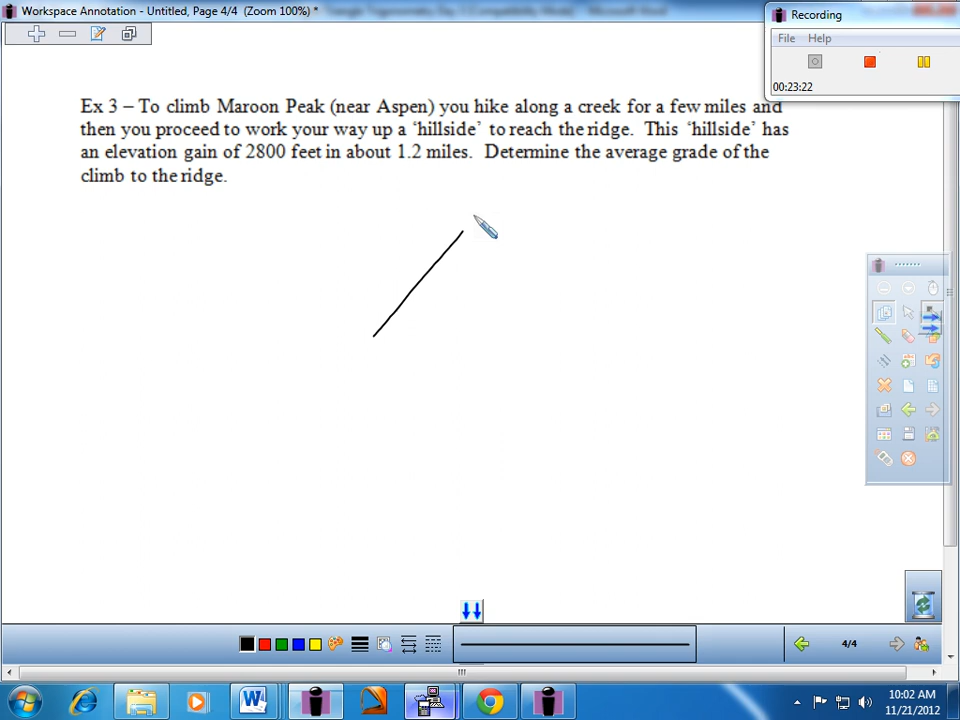 Workspace Annotation - Untitled, Page 4/4 (Zoom 100%) *
Recording
File Help
00:23:22
Ex 3 – To climb Maroon Peak (near Aspen) you hike along a creek for a few miles and
then you proceed to work your way up a ‘hillside’ to reach the ridge. This ‘hillside’ has
an elevation gain of 2800 feet in about 1.2 miles. Determine the average grade of the
climb to the ridge.
4/4
10:02 AM
11/21/2012